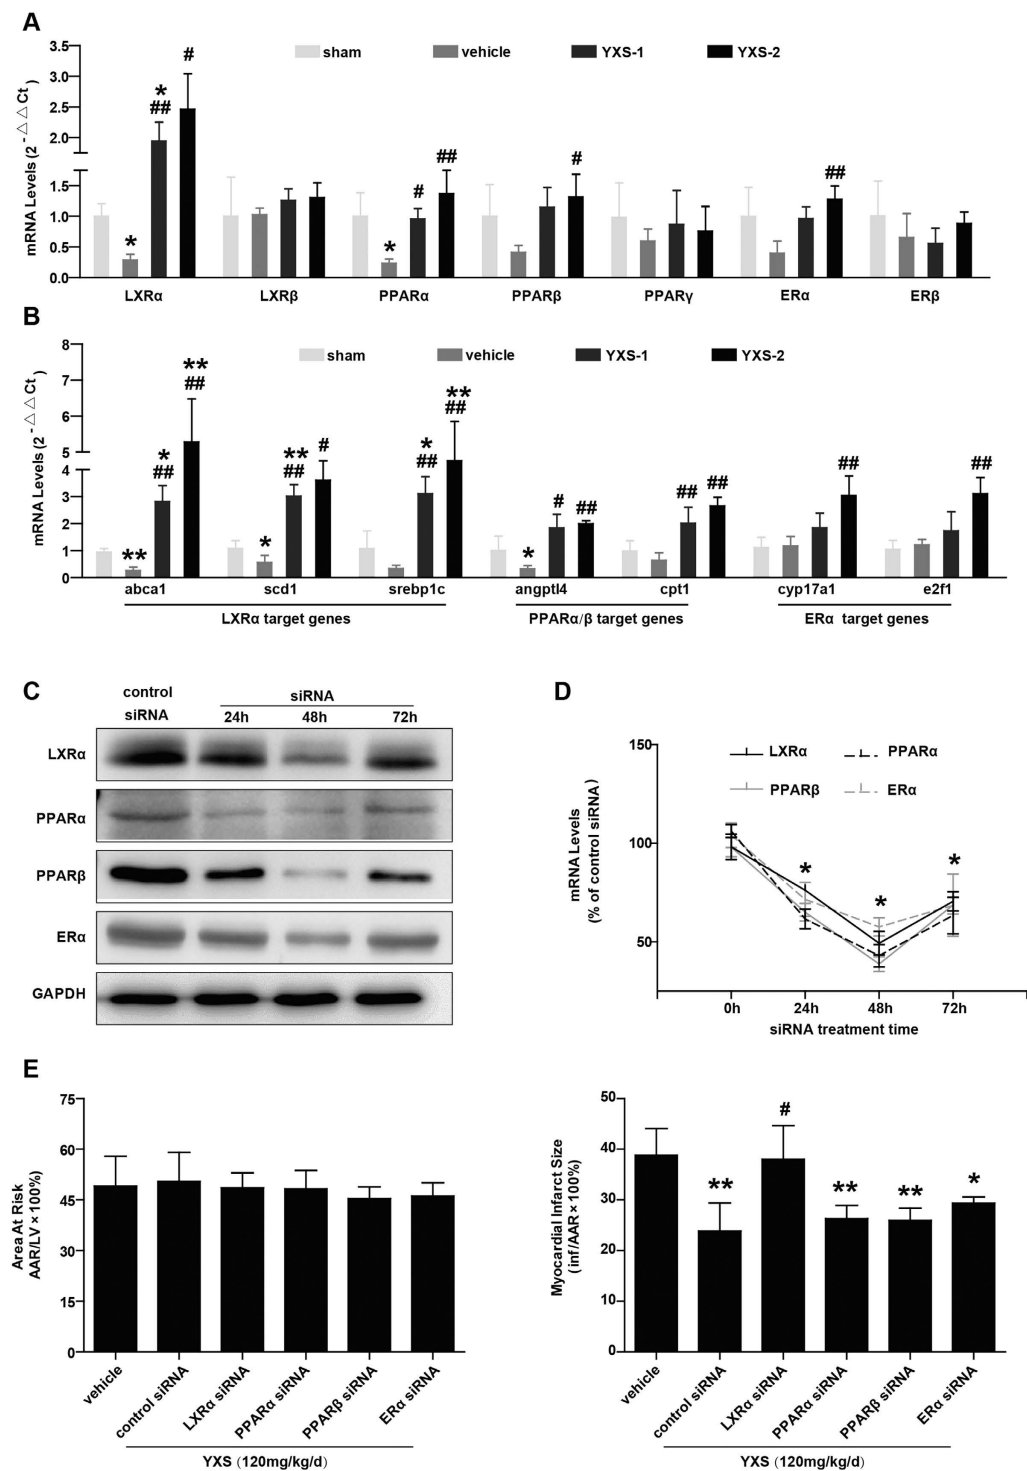 A
sham vehicle YXS-1 YXS-2
mRNA Levels (2^-△△Ct)
3.5
3.0
2.5
2.0
1.5
1.0
0.5
0.0
* * ## # * # ## # ##
LXRα LXRβ PPARα PPARβ PPARγ ERα ERβ
B
sham vehicle YXS-1 YXS-2
mRNA Levels (2^-△△Ct)
8
7
6
5
4
3
2
1
0
** * ## ** ## * ** ## # * ## ** ## * # ## ## ## ## ##
abca1 scd1 srebp1c angptl4 cpt1 cyp17a1 e2f1
LXRα target genes PPARα/β target genes ERα target genes
C
control siRNA
siRNA 24h 48h 72h
LXRα
PPARα
PPARβ
ERα
GAPDH
D
LXRα PPARα
PPARβ ERα
mRNA Levels
(% of control siRNA)
150
100
50
* * *
0h 24h 48h 72h
siRNA treatment time
E
Area At Risk
AAR/LV×100%)
75
60
45
30
15
0
vehicle control siRNA LXRα siRNA PPARα siRNA PPARβ siRNA ERα siRNA
YXS (120mg/kg/d)
Myocardial Infarct Size
(inf/AAR×100%)
50
40
30
20
10
0
** # ** ** *
vehicle control siRNA LXRα siRNA PPARα siRNA PPARβ siRNA ERα siRNA
YXS (120mg/kg/d)